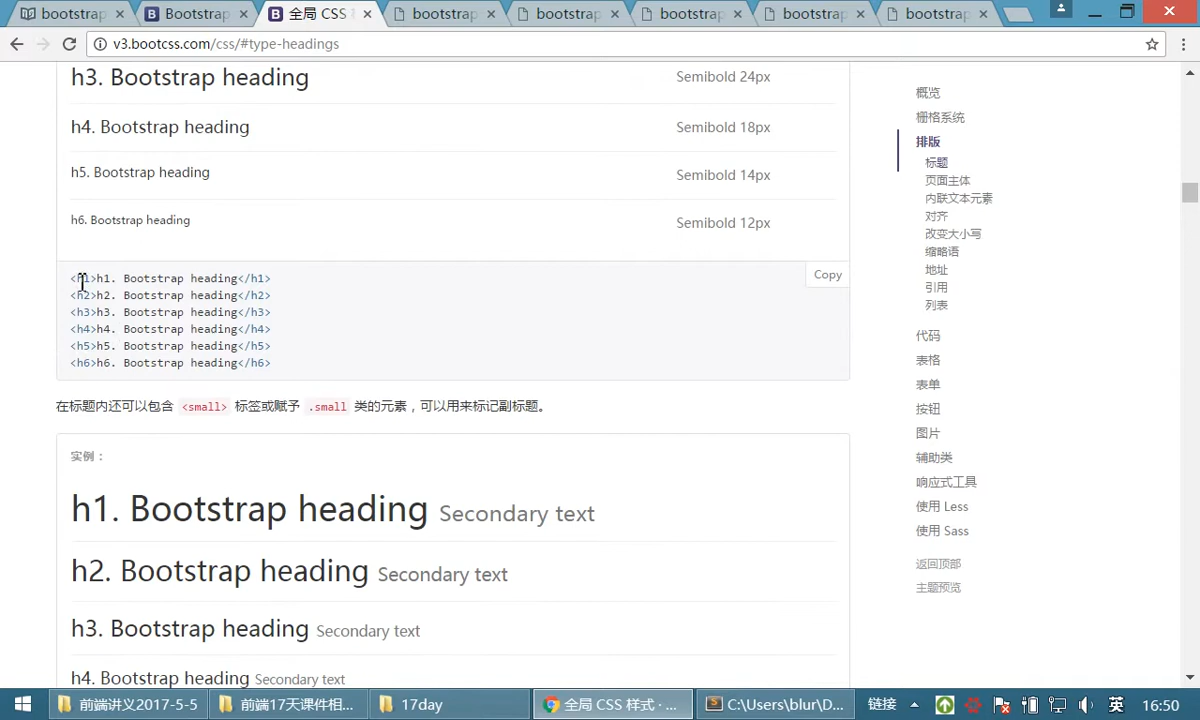 bootstrap
Bootstrap
全局 CSS
bootstrap
bootstrap
bootstrap
bootstrap
bootstrap
v3.bootcss.com/css/#type-headings
h3. Bootstrap heading
Semibold 24px
h4. Bootstrap heading
Semibold 18px
h5. Bootstrap heading
Semibold 14px
h6. Bootstrap heading
Semibold 12px
<h1>h1. Bootstrap heading</h1>
Copy
<h2>h2. Bootstrap heading</h2>
<h3>h3. Bootstrap heading</h3>
<h4>h4. Bootstrap heading</h4>
<h5>h5. Bootstrap heading</h5>
<h6>h6. Bootstrap heading</h6>
在标题内还可以包含 <small> 标签或赋予 .small 类的元素，可以用来标记副标题。
实例：
h1. Bootstrap heading Secondary text
h2. Bootstrap heading Secondary text
h3. Bootstrap heading Secondary text
h4. Bootstrap heading Secondary text
概览
栅格系统
排版
标题
页面主体
内联文本元素
对齐
改变大小写
缩略语
地址
引用
列表
代码
表格
表单
按钮
图片
辅助类
响应式工具
使用 Less
使用 Sass
返回顶部
主题预览
前端讲义2017-5-5
前端17天课件相...
17day
全局 CSS 样式 · ...
C:\Users\blur\D...
链接
英
16:50